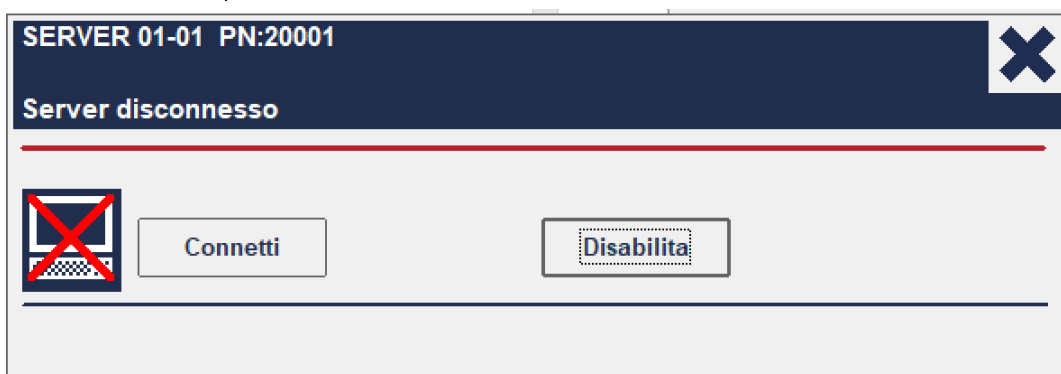 SERVER 01-01 PN:20001
Server disconnesso
Connetti
Disabilita